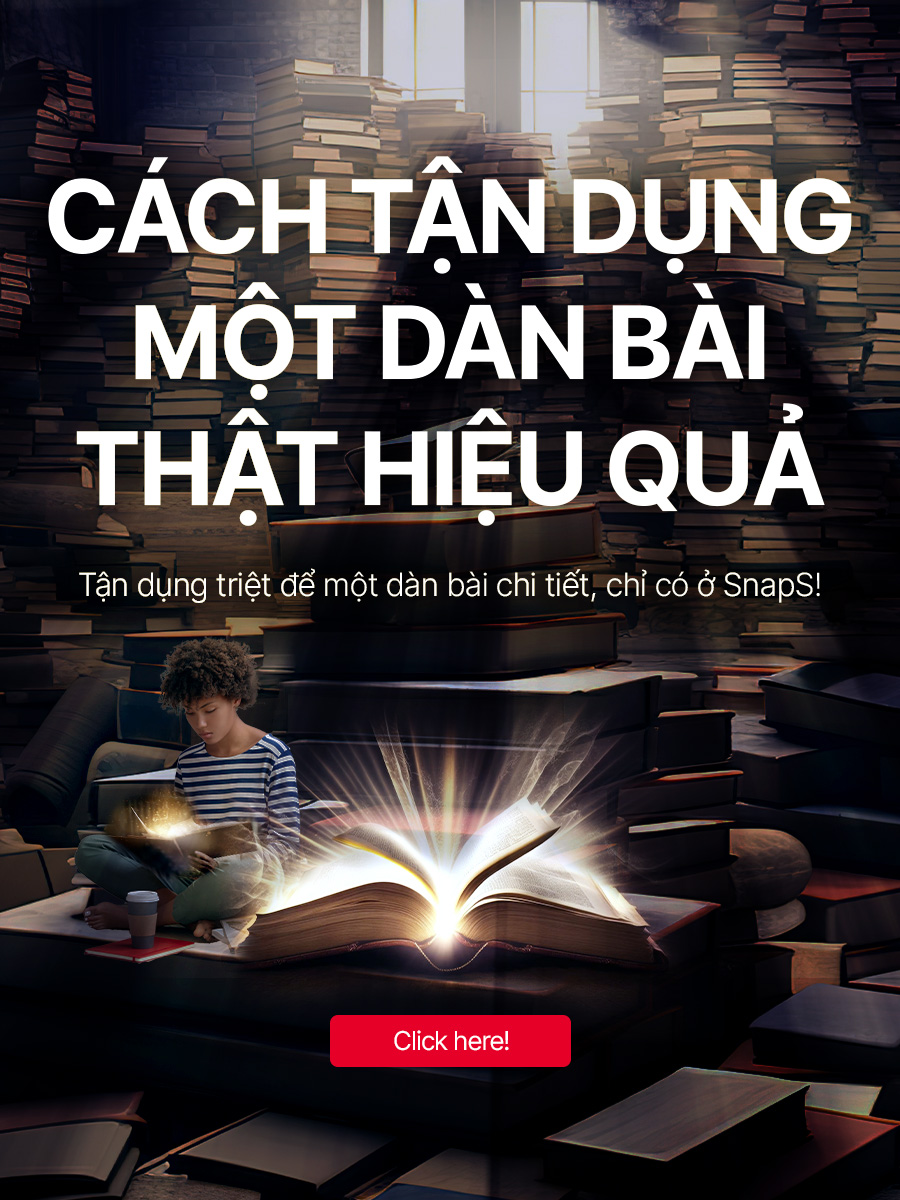 CÁCH TẬN DỤNG
MỘT DÀN BÀI
THẬT HIỆU QUẢ
Tận dụng triệt để một dàn bài chi tiết, chỉ có ở SnapS!
Click here!